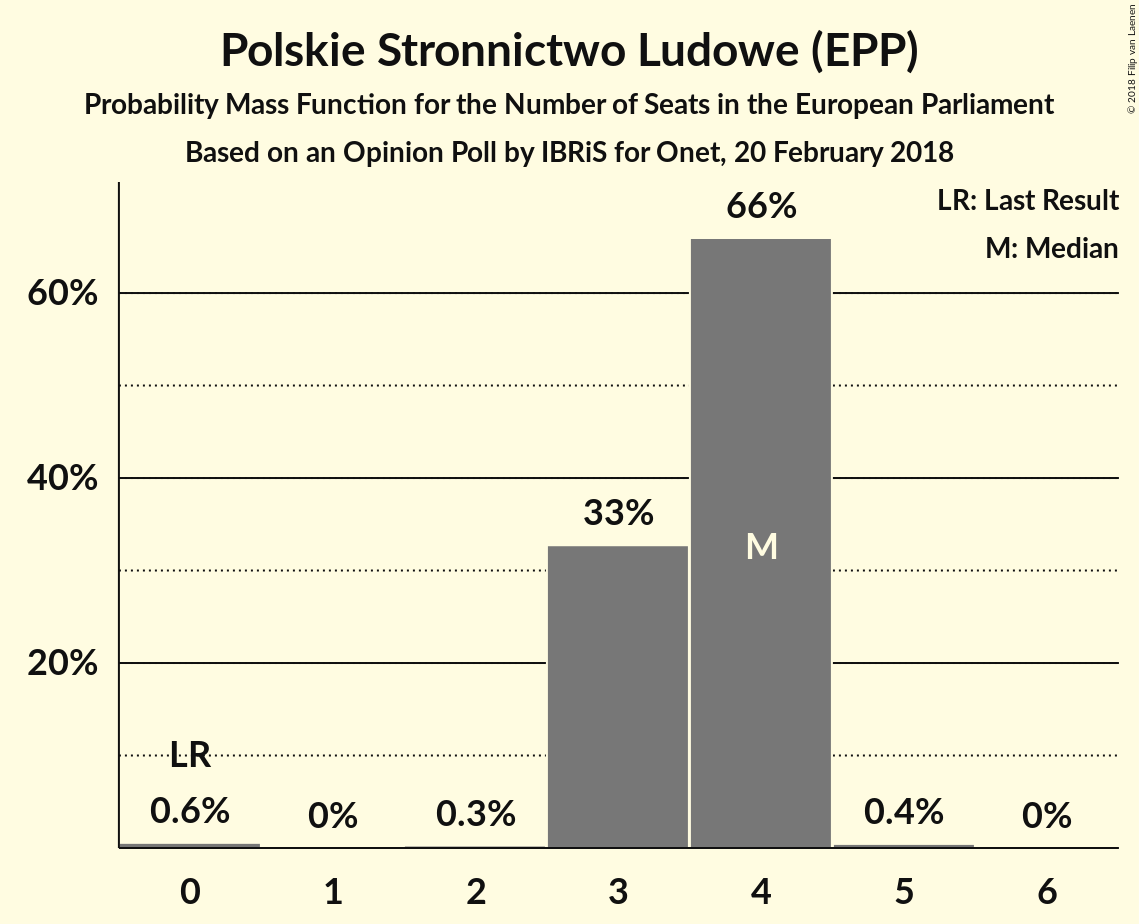 Polskie Stronnictwo Ludowe (EPP)
Probability Mass Function for the Number of Seats in the European Parliament
Based on an Opinion Poll by IBRiS for Onet, 20 February 2018
© 2018 Filip van Laenen
LR: Last Result
M: Median
60%
40%
20%
LR
0.6%
0%
0.3%
33%
66%
M
0.4%
0%
0 1 2 3 4 5 6